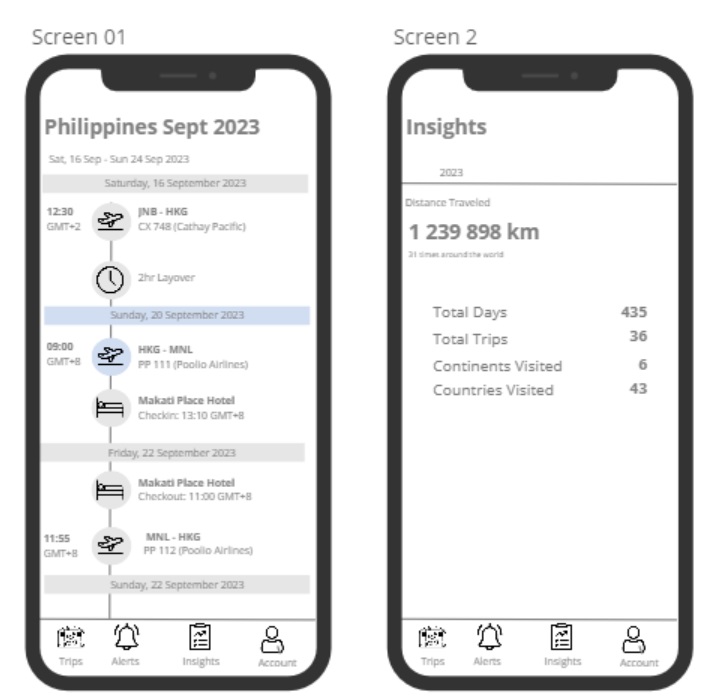 Screen 01
Philippines Sept 2023
Sat, 16 Sep - Sun 24 Sep 2023
Saturday, 16 September 2023
12:30
GMT+2
JNB - HKG
CX 748 (Cathay Pacific)
2hr Layover
Sunday, 20 September 2023
09:00
GMT+8
HKG - MNL
PP 111 (Poolio Airlines)
Makati Place Hotel
Checkin: 13:10 GMT+8
Friday, 22 September 2023
Makati Place Hotel
Checkout: 11:00 GMT+8
11:55
GMT+8
MNL - HKG
PP 112 (Poolio Airlines)
Sunday, 22 September 2023
Trips
Alerts
Insights
Account
Screen 2
Insights
2023
Distance Traveled
1 239 898 km
31 times around the world
Total Days 435
Total Trips 36
Continents Visited 6
Countries Visited 43
Trips
Alerts
Insights
Account